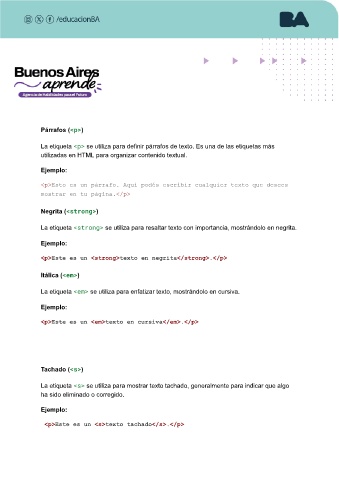 /educacionBA
BA
Buenos Aires
aprende
Agencia de Habilidades para el Futuro
Párrafos (<p>)
La etiqueta <p> se utiliza para definir párrafos de texto. Es una de las etiquetas más
utilizadas en HTML para organizar contenido textual.
Ejemplo:
<p>Esto es un párrafo. Aquí podés escribir cualquier texto que desees
mostrar en tu página.</p>
Negrita (<strong>)
La etiqueta <strong> se utiliza para resaltar texto con importancia, mostrándolo en negrita.
Ejemplo:
<p>Este es un <strong>texto en negrita</strong>.</p>
Itálica (<em>)
La etiqueta <em> se utiliza para enfatizar texto, mostrándolo en cursiva.
Ejemplo:
<p>Este es un <em>texto en cursiva</em>.</p>
Tachado (<s>)
La etiqueta <s> se utiliza para mostrar texto tachado, generalmente para indicar que algo
ha sido eliminado o corregido.
Ejemplo:
<p>Este es un <s>texto tachado</s>.</p>